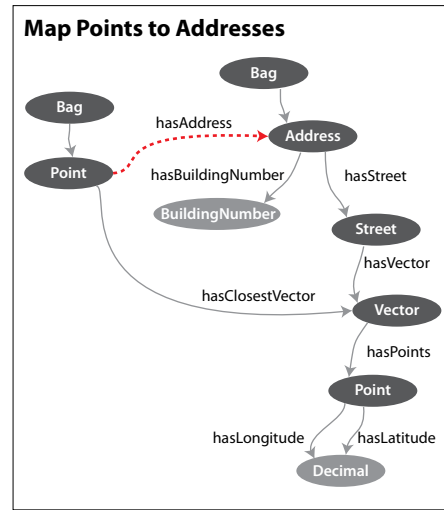 Map Points to Addresses
Bag
Bag
hasAddress
Address
Point
hasBuildingNumber
hasStreet
BuildingNumber
Street
hasVector
hasClosestVector
Vector
hasPoints
Point
hasLongitude
hasLatitude
Decimal